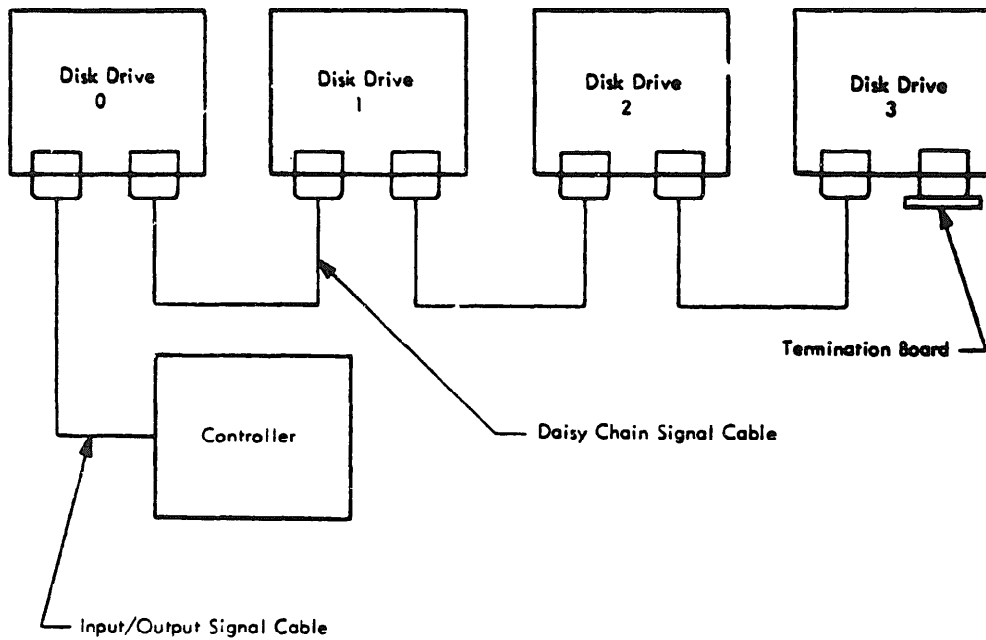 Disk Drive
0
Disk Drive
1
Disk Drive
2
Disk Drive
3
Termination Board
Controller
Daisy Chain Signal Cable
Input/Output Signal Cable